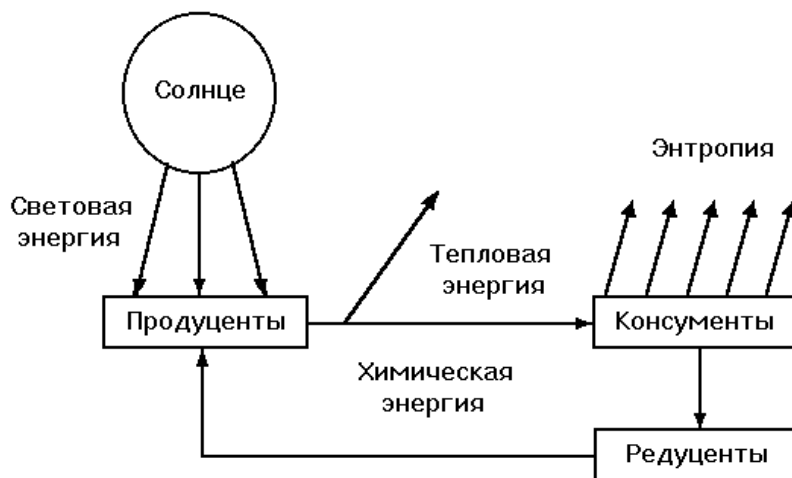 Солнце
Энтропия
Световая
энергия
Тепловая
энергия
Продуценты
Консументы
Химическая
энергия
Редуценты